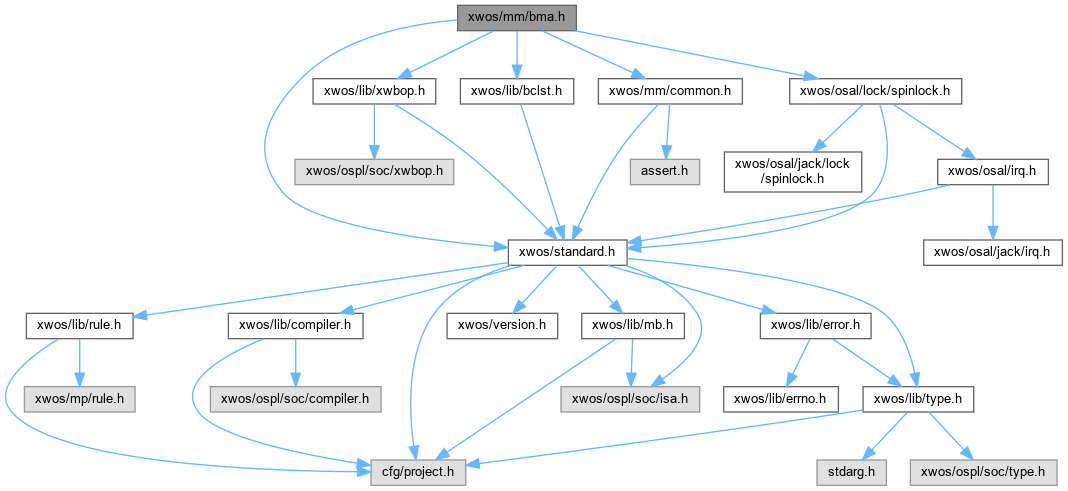 xwos/mm/bma.h
xwos/lib/xwbop.h
xwos/lib/bclst.h
xwos/mm/common.h
xwos/osal/lock/spinlock.h
xwos/ospl/soc/xwbop.h
assert.h
xwos/osal/jack/lock
/spinlock.h
xwos/osal/irq.h
xwos/standard.h
xwos/osal/jack/irq.h
xwos/lib/rule.h
xwos/lib/compiler.h
xwos/version.h
xwos/lib/mb.h
xwos/lib/error.h
xwos/mp/rule.h
xwos/ospl/soc/compiler.h
xwos/ospl/soc/isa.h
xwos/lib/errno.h
xwos/lib/type.h
cfg/project.h
stdarg.h
xwos/ospl/soc/type.h